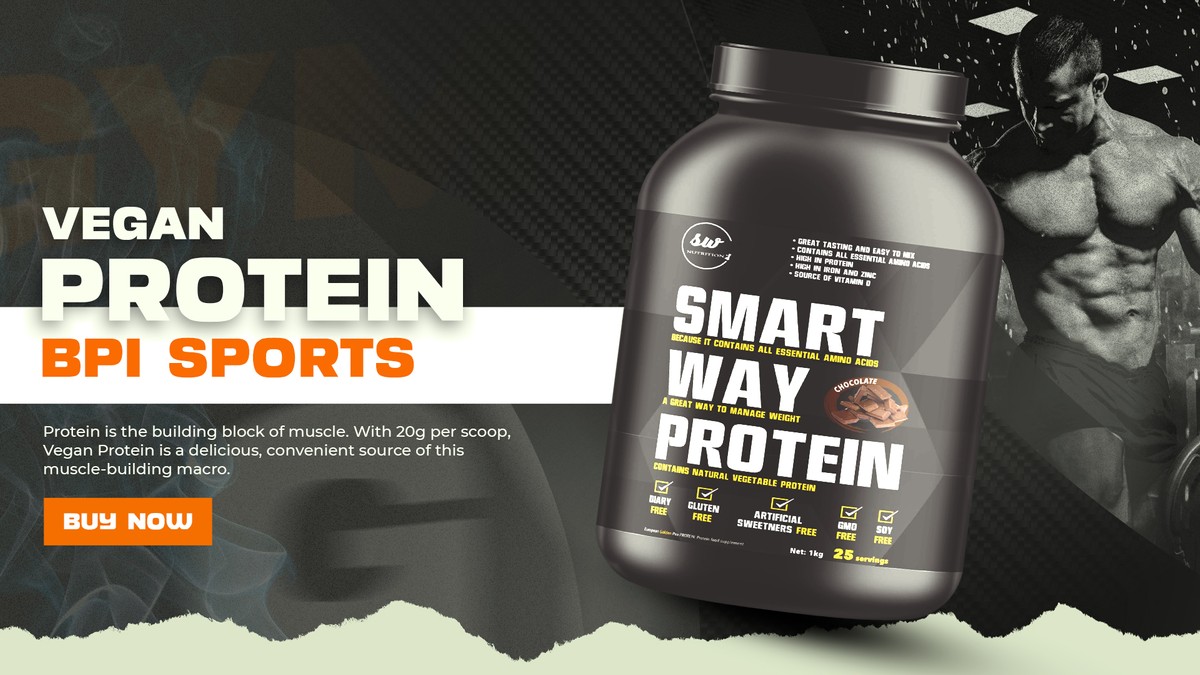 GYM
VEGAN
PROTEIN
BPI SPORTS
Protein is the building block of muscle. With 20g per scoop,
Vegan Protein is a delicious, convenient source of this
muscle-building macro.
BUY NOW
sw
NUTRITION
• GREAT TASTING AND EASY TO MIX
• CONTAINS ALL ESSENTIAL AMINO ACIDS
• HIGH IN PROTEIN
• HIGH IN IRON AND ZINC
• SOURCE OF VITAMIN D
SMART
BECAUSE IT CONTAINS ALL ESSENTIAL AMINO ACIDS
WAY
CHOCOLATE
A GREAT WAY TO MANAGE WEIGHT
PROTEIN
CONTAINS NATURAL VEGETABLE PROTEIN
DIARY
FREE
GLUTEN
FREE
ARTIFICIAL
SWEETNERS FREE
GMO
FREE
SOY
FREE
Net: 1kg 25 servings